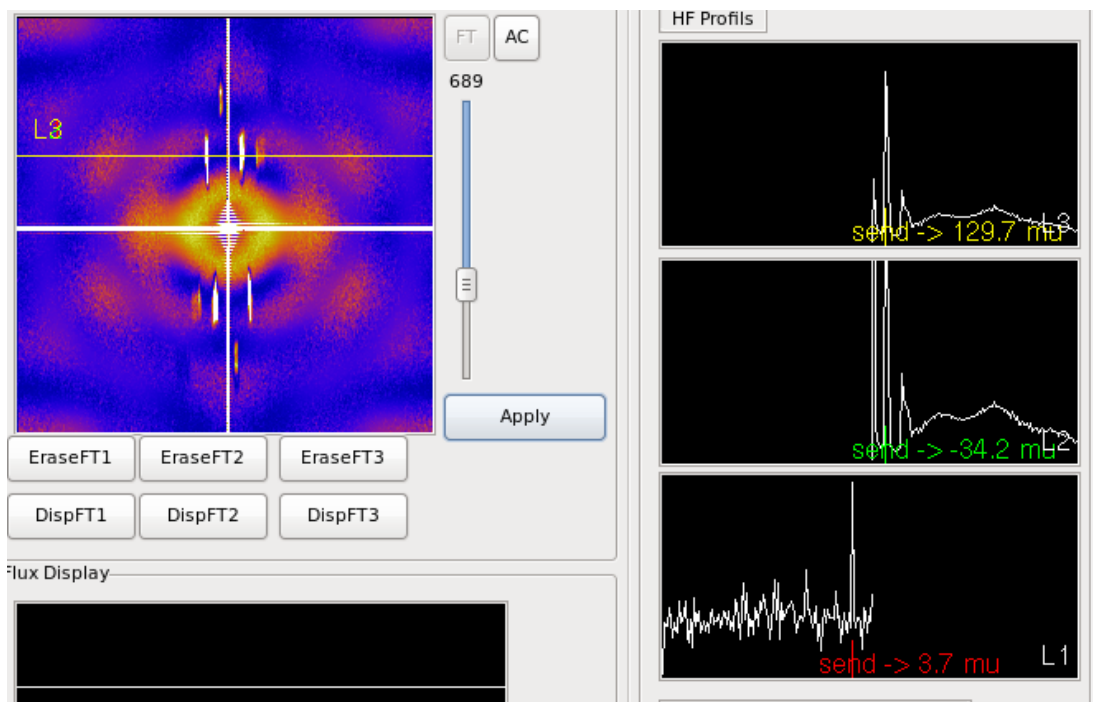 HF Profils
FT
AC
689
L3
L3
send -> 129.7 mu
Apply
L2
send -> -34.2 mu
EraseFT1
EraseFT2
EraseFT3
DispFT1
DispFT2
DispFT3
Flux Display
L1
send -> 3.7 mu